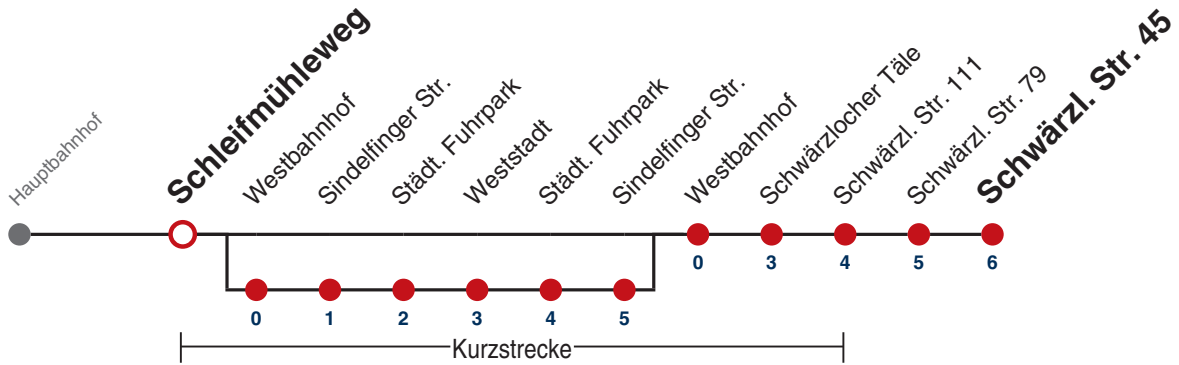 Hauptbahnhof
Schleifmühleweg
Westbahnhof
Sindelfinger Str.
Städt. Fuhrpark
Weststadt
Städt. Fuhrpark
Sindelfinger Str.
Westbahnhof
Schwärzlocher Täle
Schwärzl. Str. 111
Schwärzl. Str. 79
Schwärzl. Str. 45
0 3 4 5 6
0 1 2 3 4 5
Kurzstrecke